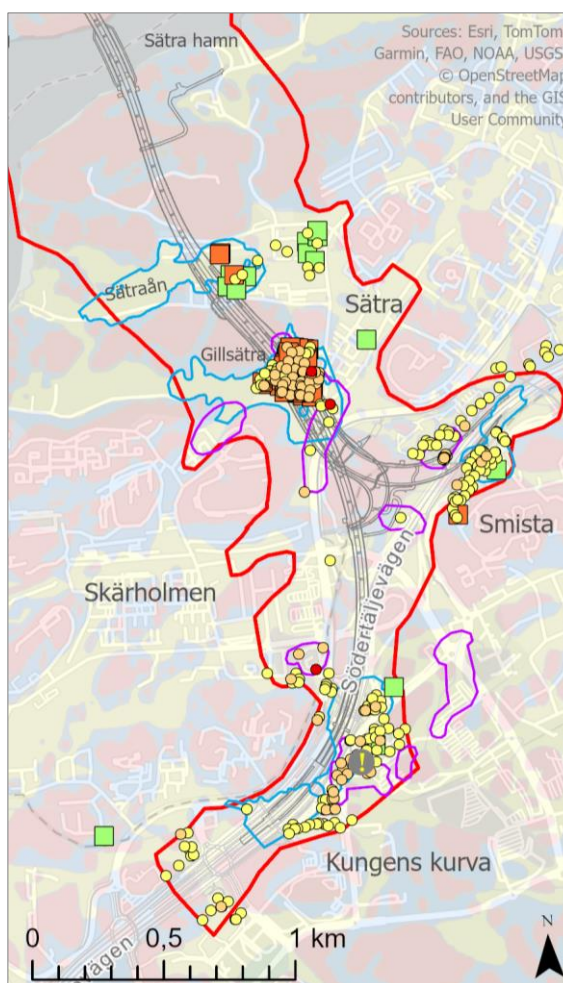 Sätra hamn
Sources: Esri, TomTom
Garmin, FAO, NOAA, USGS
© OpenStreetMap
contributors, and the GIS
User Community
Sätraån
Sätra
Gillsätra
Smista
Skärholmen
Södertäljevägen
Kungens kurva
0 0,5 1 km
N